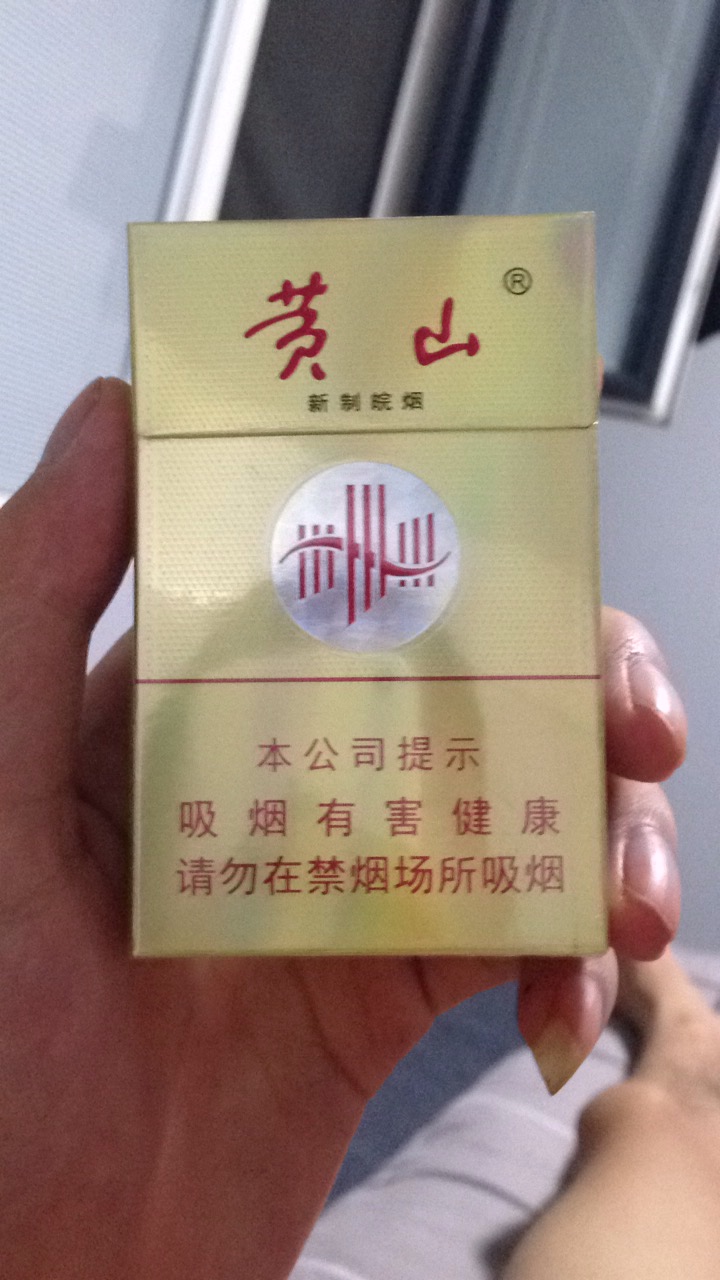 黄山®
新制皖烟
本公司提示
吸烟有害健康
请勿在禁烟场所吸烟